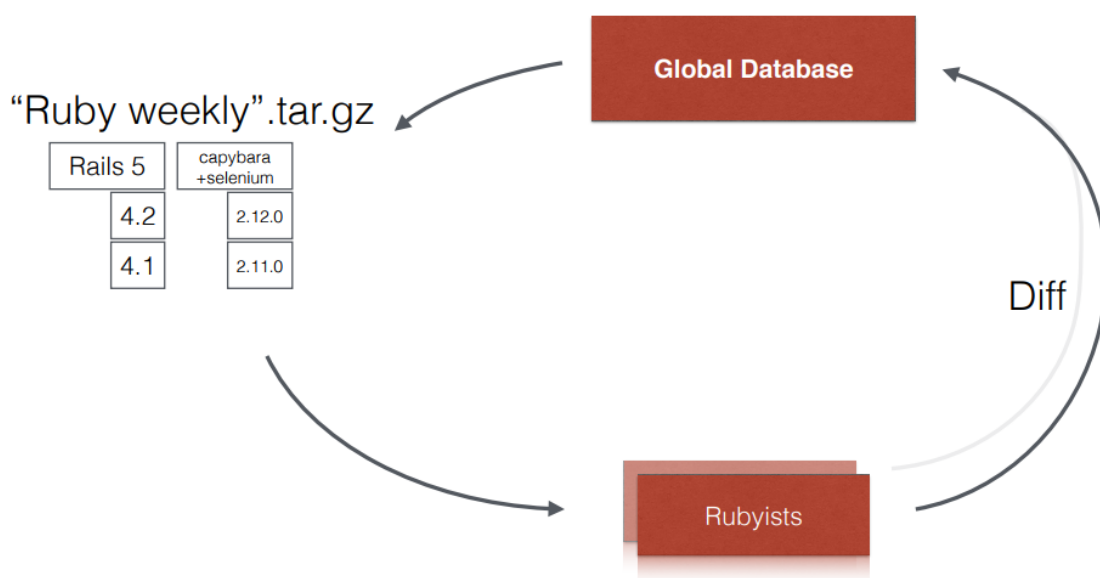 Global Database
“Ruby weekly”.tar.gz
Rails 5
capybara
+selenium
4.2
2.12.0
4.1
2.11.0
Diff
Rubyists